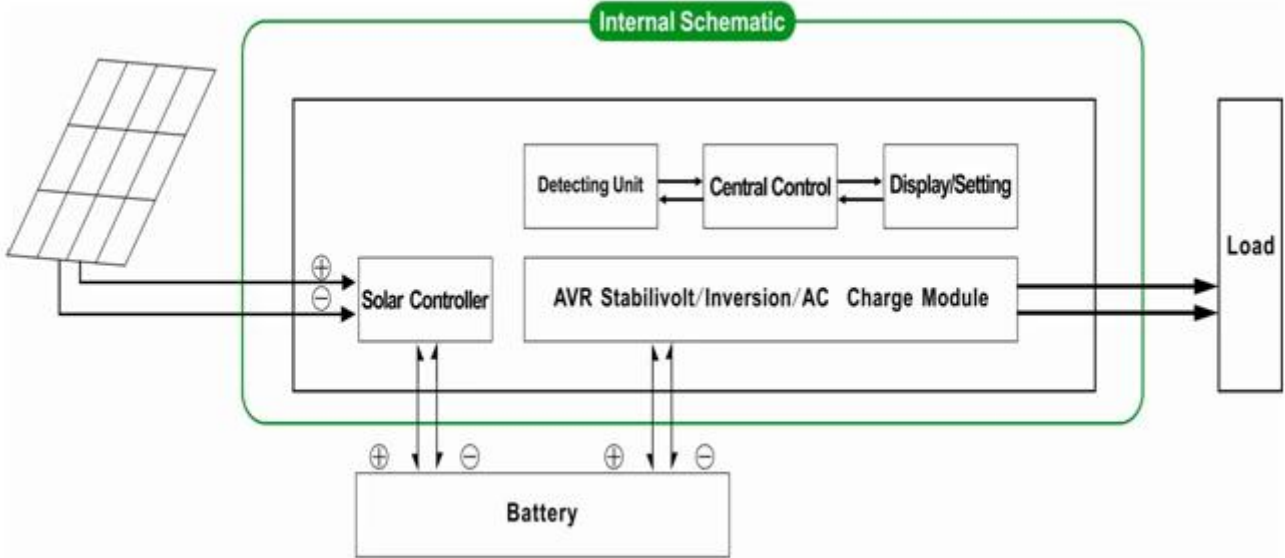 Internal Schematic
Detecting Unit
Central Control
Display/Setting
Load
⊕
⊖
Solar Controller
AVR Stabilivolt/Inversion/AC Charge Module
⊕ ⊖ ⊕ ⊖
Battery